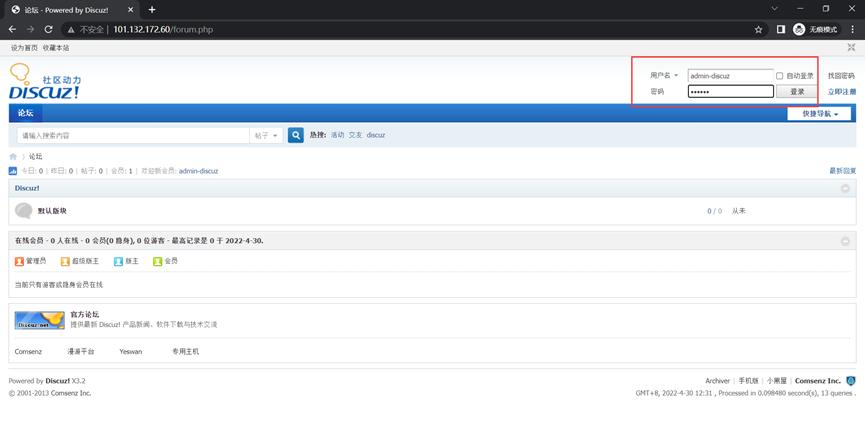 论坛 - Powered by Discuz!
不安全 | 101.132.172.60/forum.php
无痕模式
设为首页 收藏本站
社区动力
DISCUZ!
用户名 admin-discuz 自动登录 找回密码
密码 •••••• 登录 立即注册
论坛 快捷导航
请输入搜索内容 帖子 热搜: 活动 交友 discuz
论坛
今日: 0 | 昨日: 0 | 帖子: 0 | 会员: 1 | 欢迎新会员: admin-discuz 最新回复
Discuz!
默认版块 0 / 0 从未
在线会员 - 0 人在线 - 0 会员(0 隐身), 0 位游客 - 最高记录是 0 于 2022-4-30.
管理员 超级版主 版主 会员
当前只有游客或隐身会员在线
Discuz.net
官方论坛
提供最新 Discuz! 产品新闻、软件下载与技术交流
Comsenz 漫游平台 Yeswan 专用主机
Powered by Discuz! X3.2 Archiver | 手机版 | 小黑屋 | Comsenz Inc.
© 2001-2013 Comsenz Inc. GMT+8, 2022-4-30 12:31 , Processed in 0.098480 second(s), 13 queries .